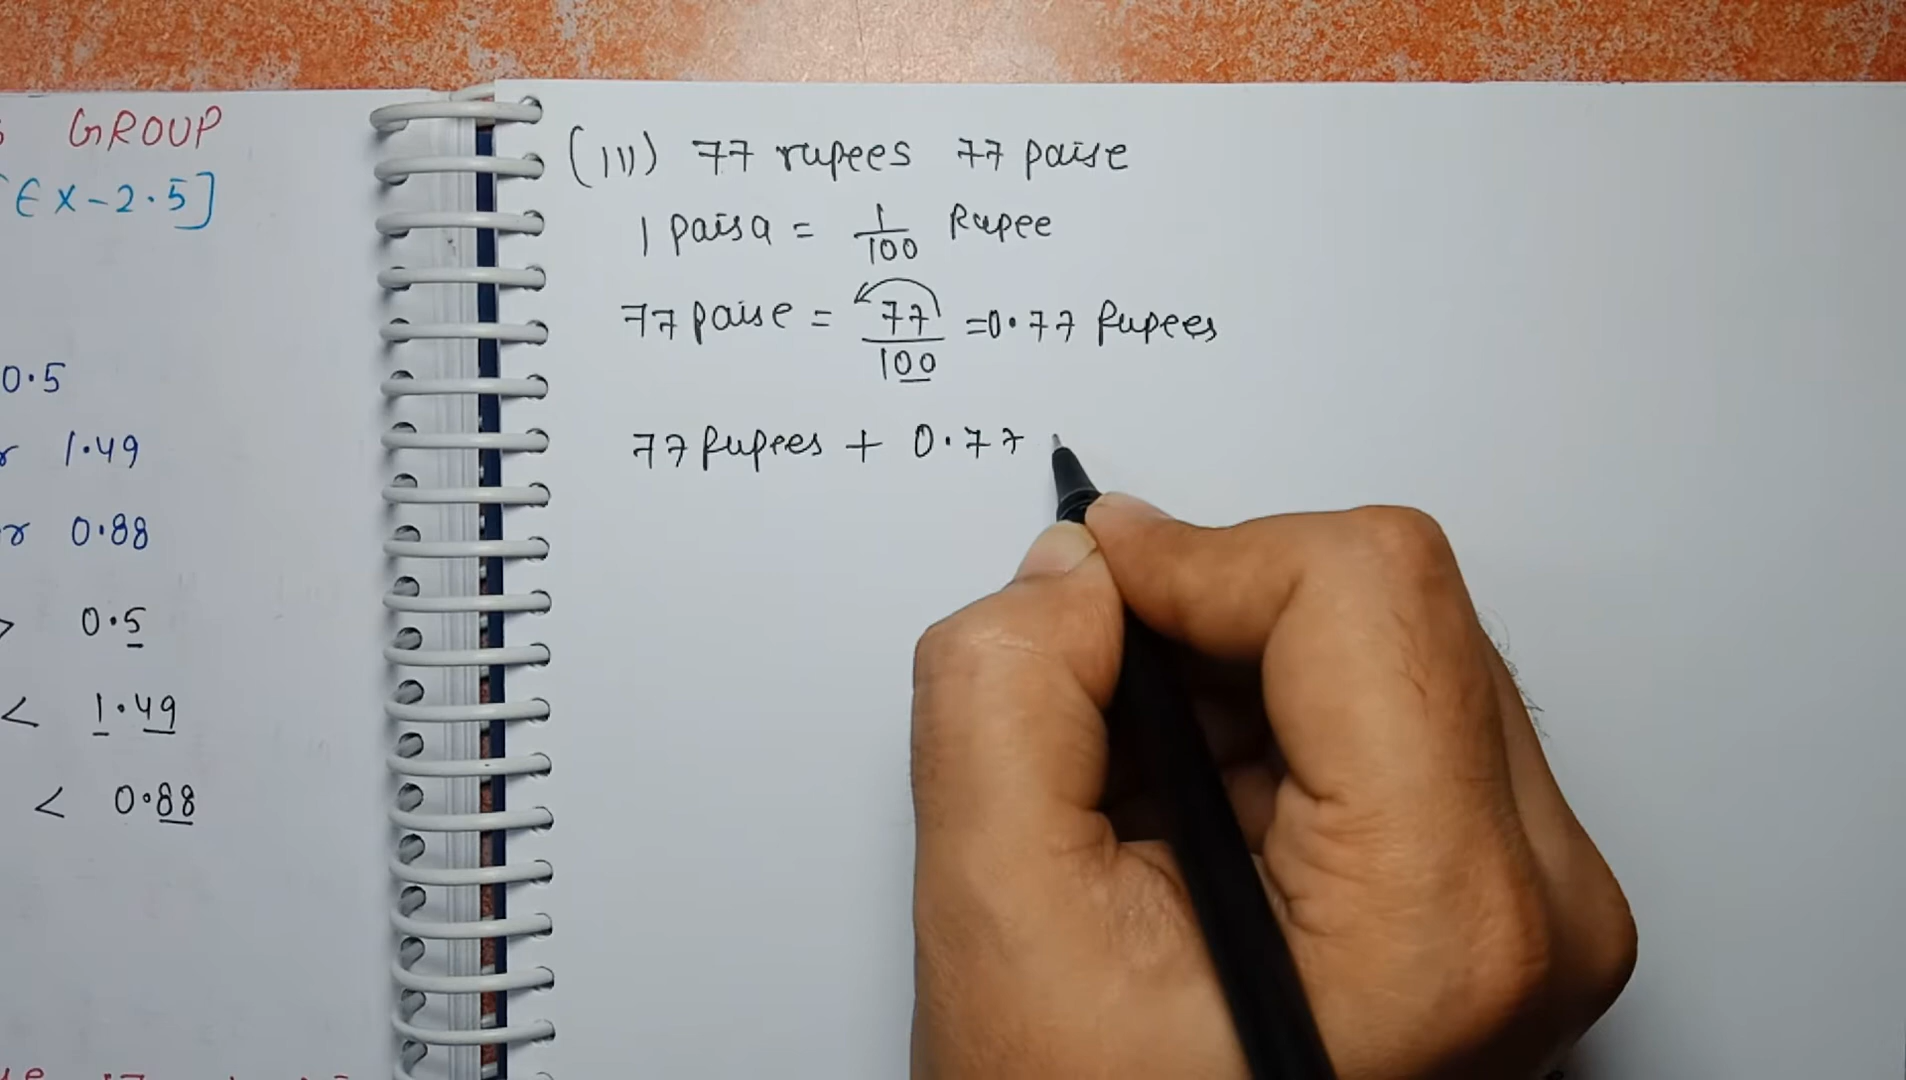 GROUP
Ex-2.5]
0.5
1.49
0.88
> 0.5
< 1.49
< 0.88
(iii) 77 rupees 77 paise
1 paisa = 1/100 Rupee
77 paise = 77/100 = 0.77 Rupees
77 Rupees + 0.77